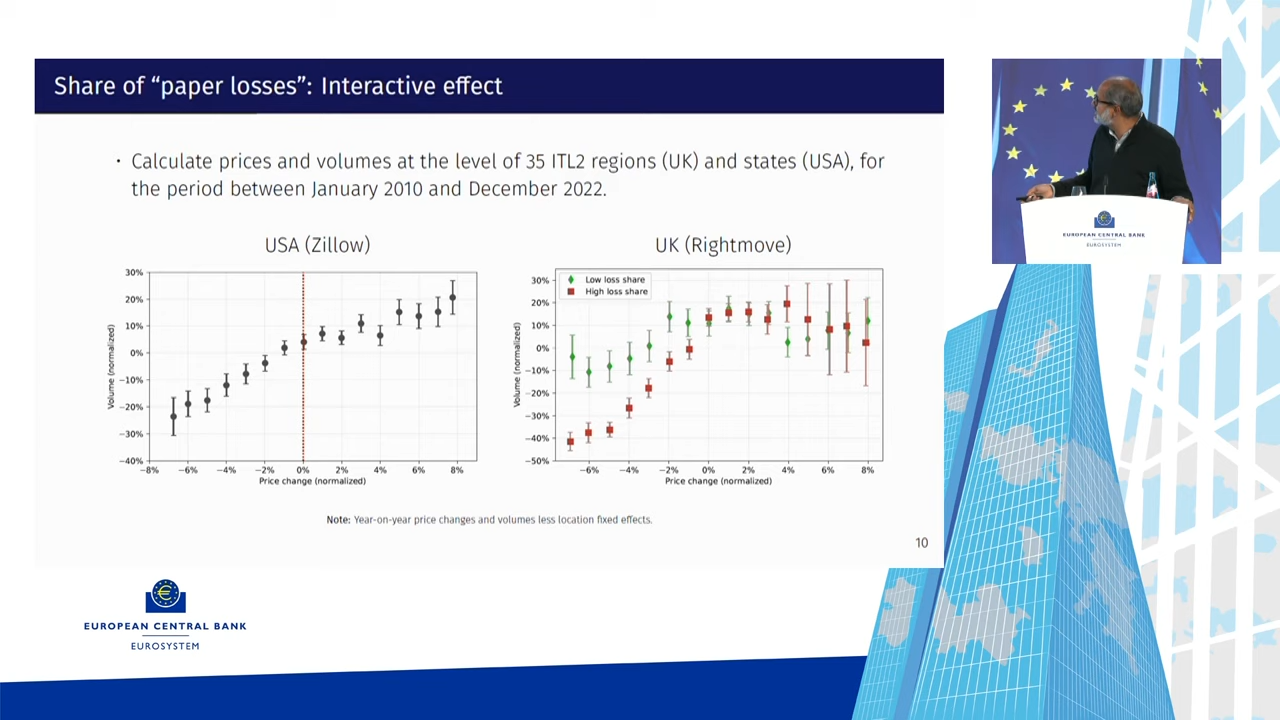 Share of “paper losses”: Interactive effect
• Calculate prices and volumes at the level of 35 ITL2 regions (UK) and states (USA), for
the period between January 2010 and December 2022.
USA (Zillow)
30%
20%
10%
0%
−10%
−20%
−30%
−40%
Volume (normalized)
−8% −6% −4% −2% 0% 2% 4% 6% 8%
Price change (normalized)
UK (Rightmove)
Low loss share
High loss share
30%
20%
10%
0%
−10%
−20%
−30%
−40%
−50%
Volume (normalized)
−6% −4% −2% 0% 2% 4% 6% 8%
Price change (normalized)
Note: Year-on-year price changes and volumes less location fixed effects.
10
EUROPEAN CENTRAL BANK
EUROSYSTEM
EUROPEAN CENTRAL BANK
EUROSYSTEM